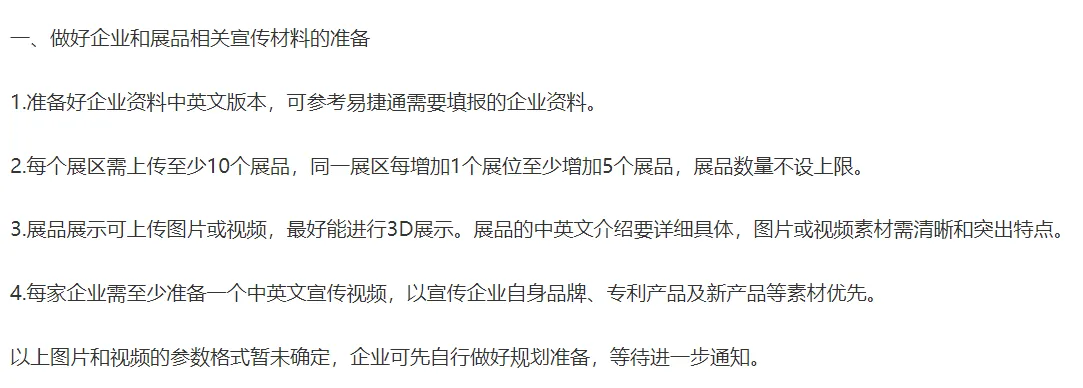 一、做好企业和展品相关宣传材料的准备
1.准备好企业资料中英文版本，可参考易捷通需要填报的企业资料。
2.每个展区需上传至少10个展品，同一展区每增加1个展位至少增加5个展品，展品数量不设上限。
3.展品展示可上传图片或视频，最好能进行3D展示。展品的中英文介绍要详细具体，图片或视频素材需清晰和突出特点。
4.每家企业需至少准备一个中英文宣传视频，以宣传企业自身品牌、专利产品及新产品等素材优先。
以上图片和视频的参数格式暂未确定，企业可先自行做好规划准备，等待进一步通知。